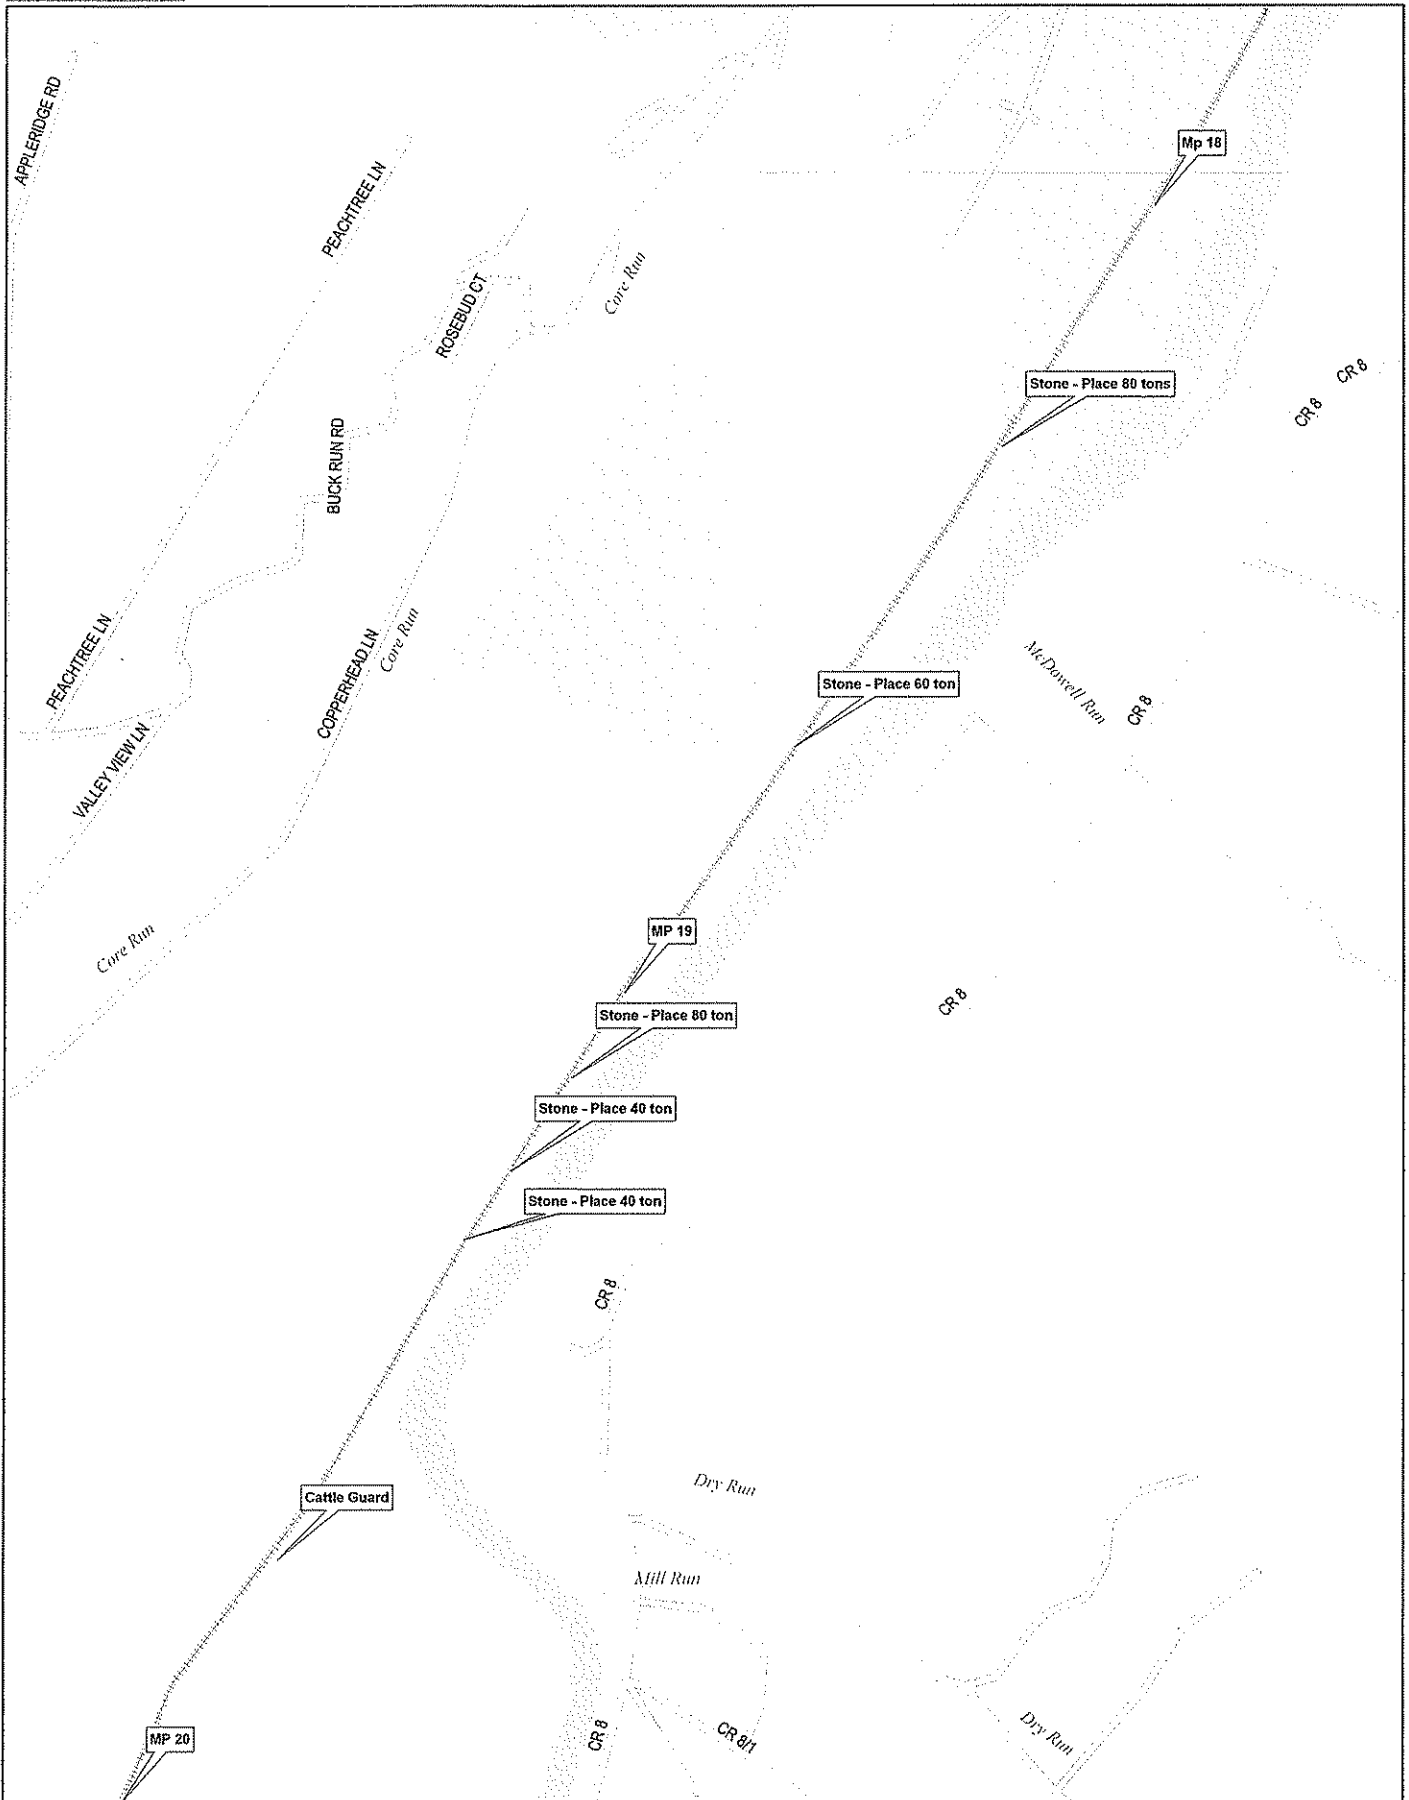 APPLERIDGE RD
Mp 18
PEACHTREE LN
Core Run
ROSEBUD CT
CR 8
Stone - Place 80 tons
CR 8
BUCK RUN RD
PEACHTREE LN
Core Run
COPPERHEAD LN
Stone - Place 60 ton
McDowell Run
CR 8
VALLEY VIEW LN
MP 19
Core Run
CR 8
Stone - Place 80 ton
Stone - Place 40 ton
Stone - Place 40 ton
CR 8
Dry Run
Cattle Guard
Mill Run
MP 20
CR 8
CR 8/1
Dry Run